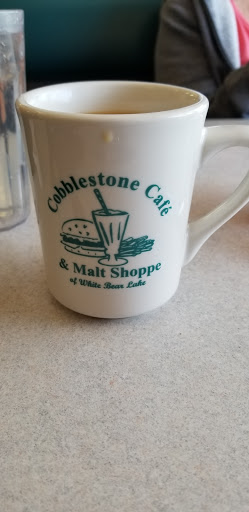 Cobblestone Café
& Malt Shoppe
of White Bear Lake